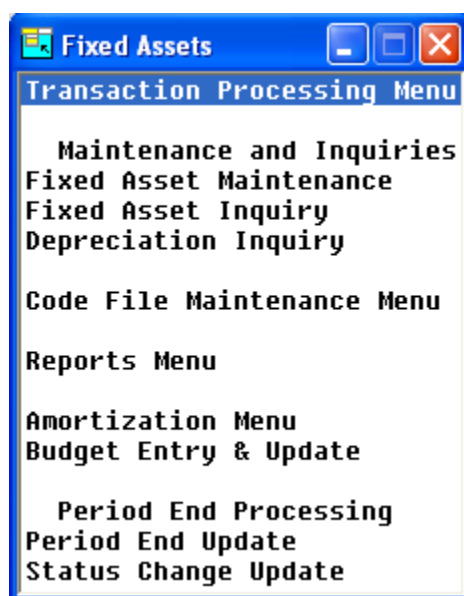 Fixed Assets
Transaction Processing Menu
Maintenance and Inquiries
Fixed Asset Maintenance
Fixed Asset Inquiry
Depreciation Inquiry
Code File Maintenance Menu
Reports Menu
Amortization Menu
Budget Entry & Update
Period End Processing
Period End Update
Status Change Update